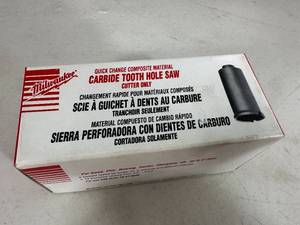 Milwaukee
QUICK CHANGE COMPOSITE MATERIAL
CARBIDE TOOTH HOLE SAW
CUTTER ONLY
CHANGEMENT RAPIDE POUR MATÉRIAUX COMPOSÉS
SCIE À GUICHET À DENTS AU CARBURE
TRANCHOIR SEULEMENT
MATERIAL COMPUESTO DE CAMBIO RÁPIDO
SIERRA PERFORADORA CON DIENTES DE CARBURO
CORTADORA SOLAMENTE